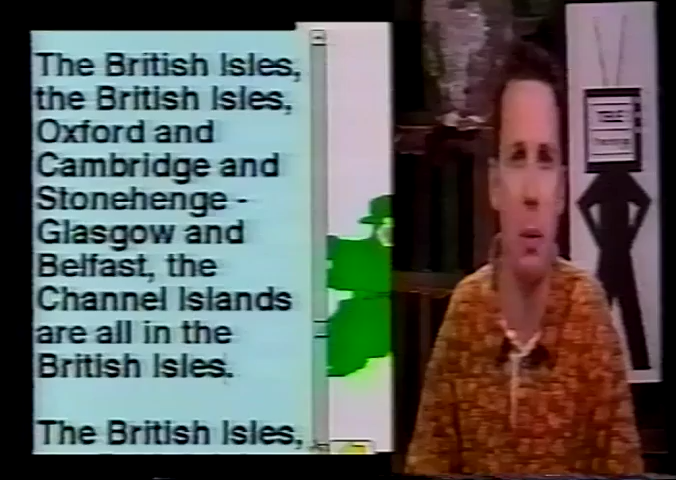 The British Isles,
the British Isles,
Oxford and
Cambridge and
Stonehenge -
Glasgow and
Belfast, the
Channel Islands
are all in the
British Isles.
The British Isles,
TELE